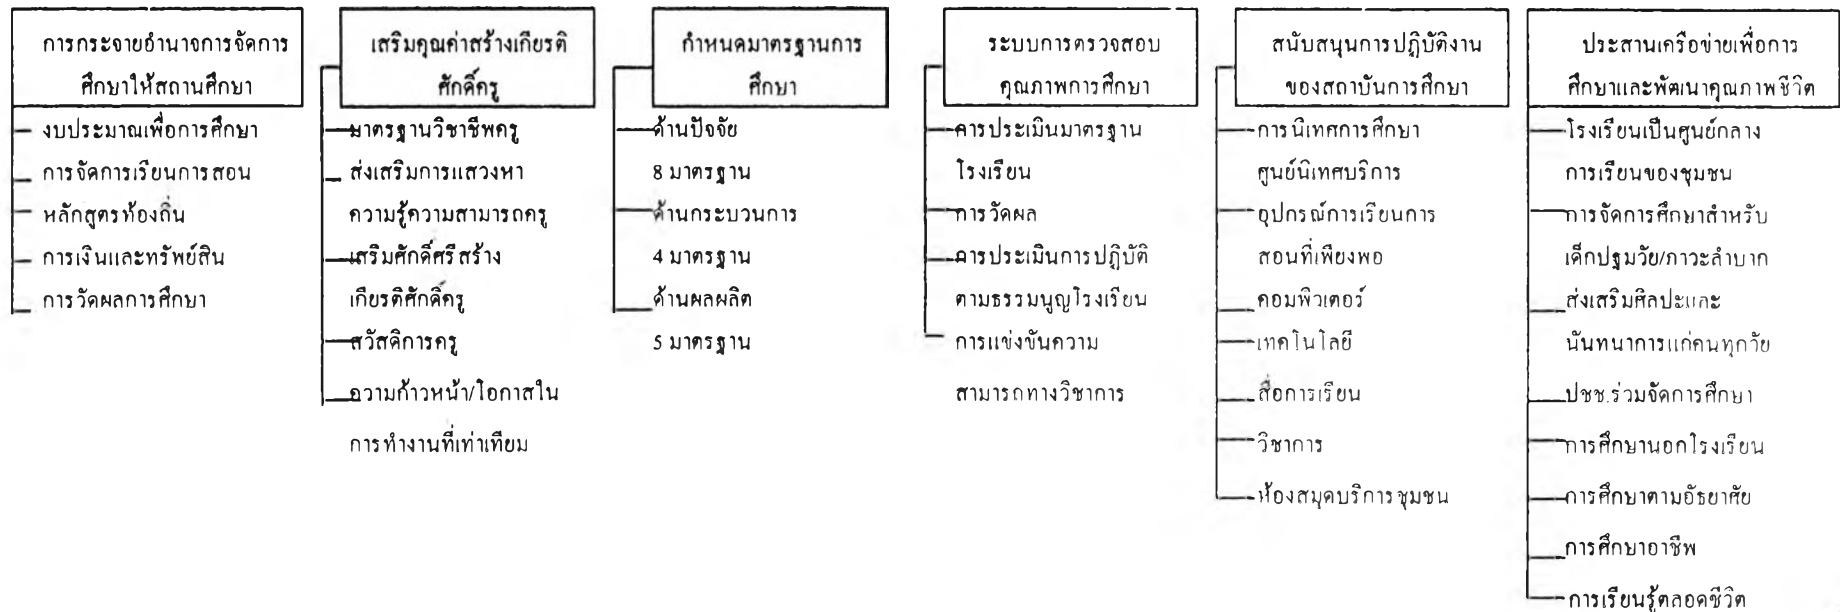 การกระจายอำนาจการจัดการ
ศึกษาให้สถานศึกษา
งบประมาณเพื่อการศึกษา
การจัดการเรียนการสอน
หลักสูตรท้องถิ่น
การเงินและทรัพย์สิน
การวัดผลการศึกษา
เสริมคุณค่าสร้างเกียรติ
ศักดิ์ครู
มาตรฐานวิชาชีพครู
ส่งเสริมการแสวงหา
ความรู้ความสามารถครู
เสริมศักดิ์ศรีสร้าง
เกียรติศักดิ์ครู
สวัสดิการครู
ความก้าวหน้า/โอกาสใน
การทำงานที่เท่าเทียม
กำหนดมาตรฐานการ
ศึกษา
ด้านปัจจัย
8 มาตรฐาน
ด้านกระบวนการ
4 มาตรฐาน
ด้านผลผลิต
5 มาตรฐาน
ระบบการตรวจสอบ
คุณภาพการศึกษา
การประเมินมาตรฐาน
โรงเรียน
การวัดผล
การประเมินการปฏิบัติ
ตามธรรมนูญโรงเรียน
การแข่งขันความ
สามารถทางวิชาการ
สนับสนุนการปฏิบัติงาน
ของสถาบันการศึกษา
การนิเทศการศึกษา
ศูนย์นิเทศบริการ
อุปกรณ์การเรียนการ
สอนที่เพียงพอ
คอมพิวเตอร์
เทคโนโลยี
สื่อการเรียน
วิชาการ
ห้องสมุดบริการชุมชน
ประสานเครือข่ายเพื่อการ
ศึกษาและพัฒนาคุณภาพชีวิต
โรงเรียนเป็นศูนย์กลาง
การเรียนของชุมชน
การจัดการศึกษาสำหรับ
เด็กปฐมวัย/ภาวะลำบาก
ส่งเสริมศิลปะและ
นันทนาการแก่คนทุกวัย
ปชช.ร่วมจัดการศึกษา
การศึกษานอกโรงเรียน
การศึกษาตามอัธยาศัย
การศึกษาอาชีพ
การเรียนรู้ตลอดชีวิต